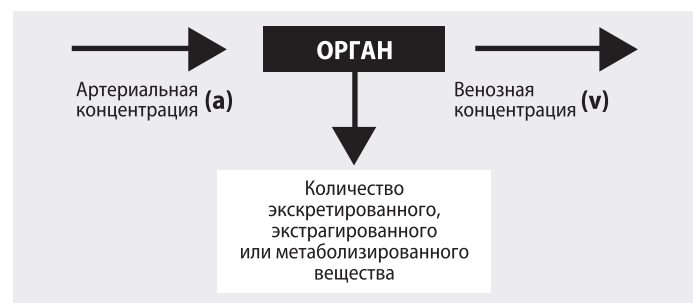 ОРГАН
Артериальная
концентрация (a)
Венозная
концентрация (v)
Количество
экскретированного,
экстрагированного
или метаболизированного
вещества